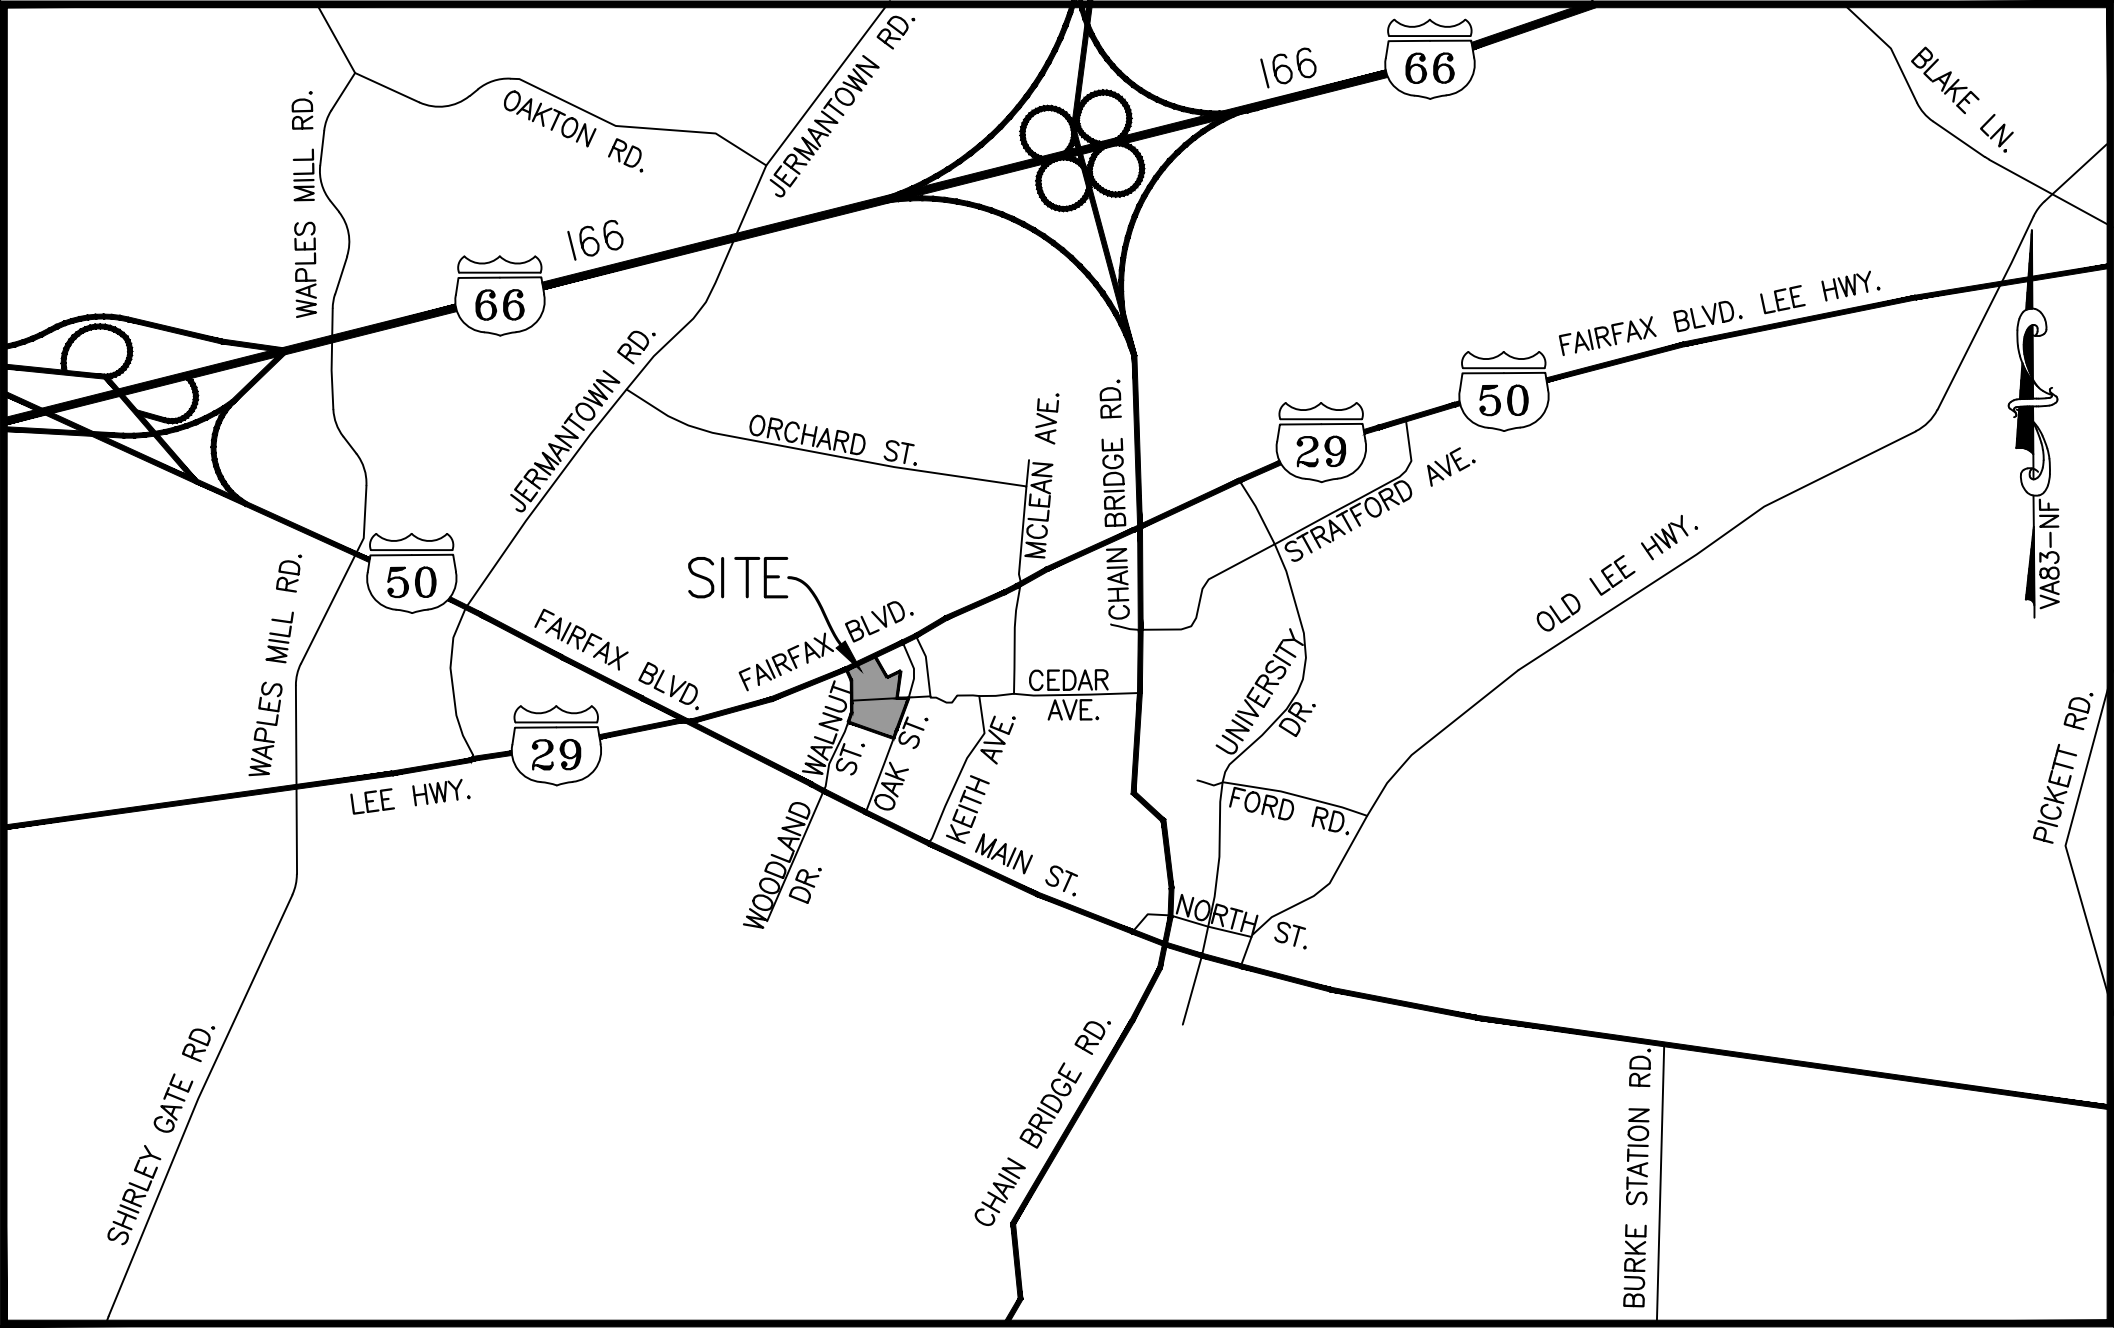 JERMANTOWN RD.
I66
66
BLAKE LN.
WAPLES MILL RD.
OAKTON RD.
I66
66
FAIRFAX BLVD. LEE HWY.
50
29
JERMANTOWN RD.
ORCHARD ST.
MCLEAN AVE.
CHAIN BRIDGE RD.
STRATFORD AVE.
OLD LEE HWY.
VA83-NF
50
SITE
WAPLES MILL RD.
FAIRFAX BLVD.
FAIRFAX BLVD.
CEDAR
AVE.
UNIVERSITY
DR.
29
LEE HWY.
WALNUT
ST.
OAK ST.
KEITH AVE.
FORD RD.
PICKETT RD.
WOODLAND
DR.
MAIN ST.
NORTH ST.
SHIRLEY GATE RD.
CHAIN BRIDGE RD.
BURKE STATION RD.